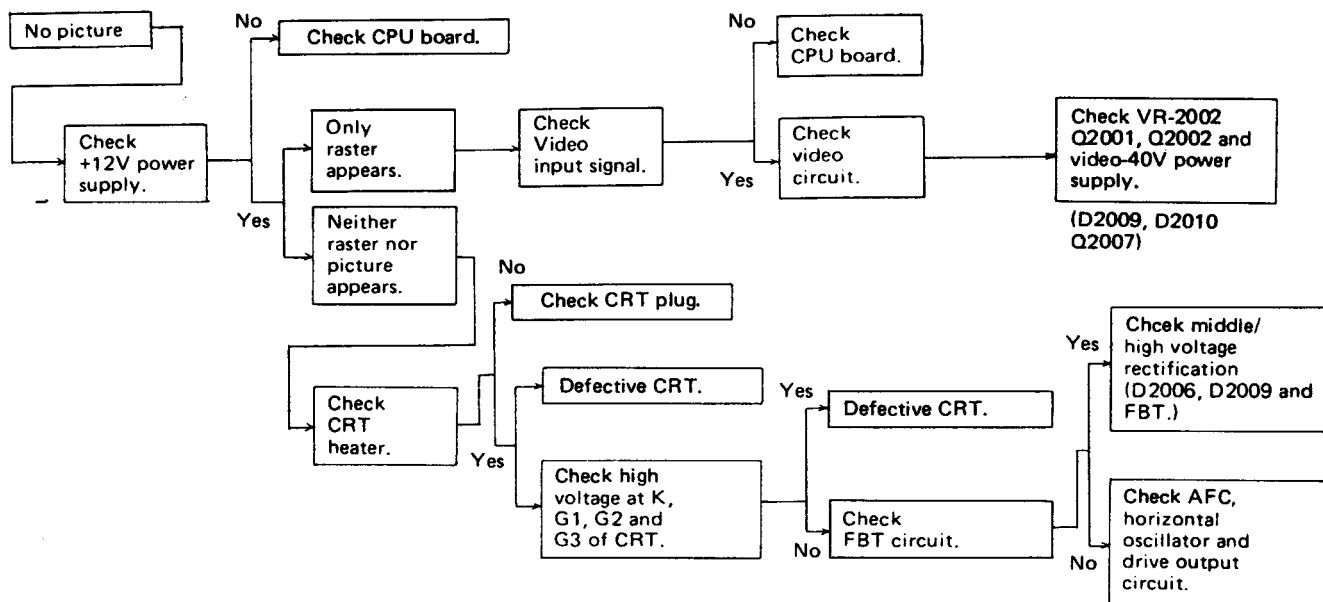 No picture
No
Check CPU board.
Check
+12V power
supply.
Yes
Only
raster
appears.
Check
Video
input signal.
No
Check
CPU board.
Yes
Check
video
circuit.
Check VR-2002
Q2001, Q2002 and
video-40V power
supply.
(D2009, D2010
Q2007)
Neither
raster nor
picture
appears.
No
Check CRT plug.
Check
CRT
heater.
Yes
Defective CRT.
Check high
voltage at K,
G1, G2 and
G3 of CRT.
Yes
Defective CRT.
No
Check
FBT circuit.
Yes
Chcek middle/
high voltage
rectification
(D2006, D2009 and
FBT.)
No
Check AFC,
horizontal
oscillator and
drive output
circuit.